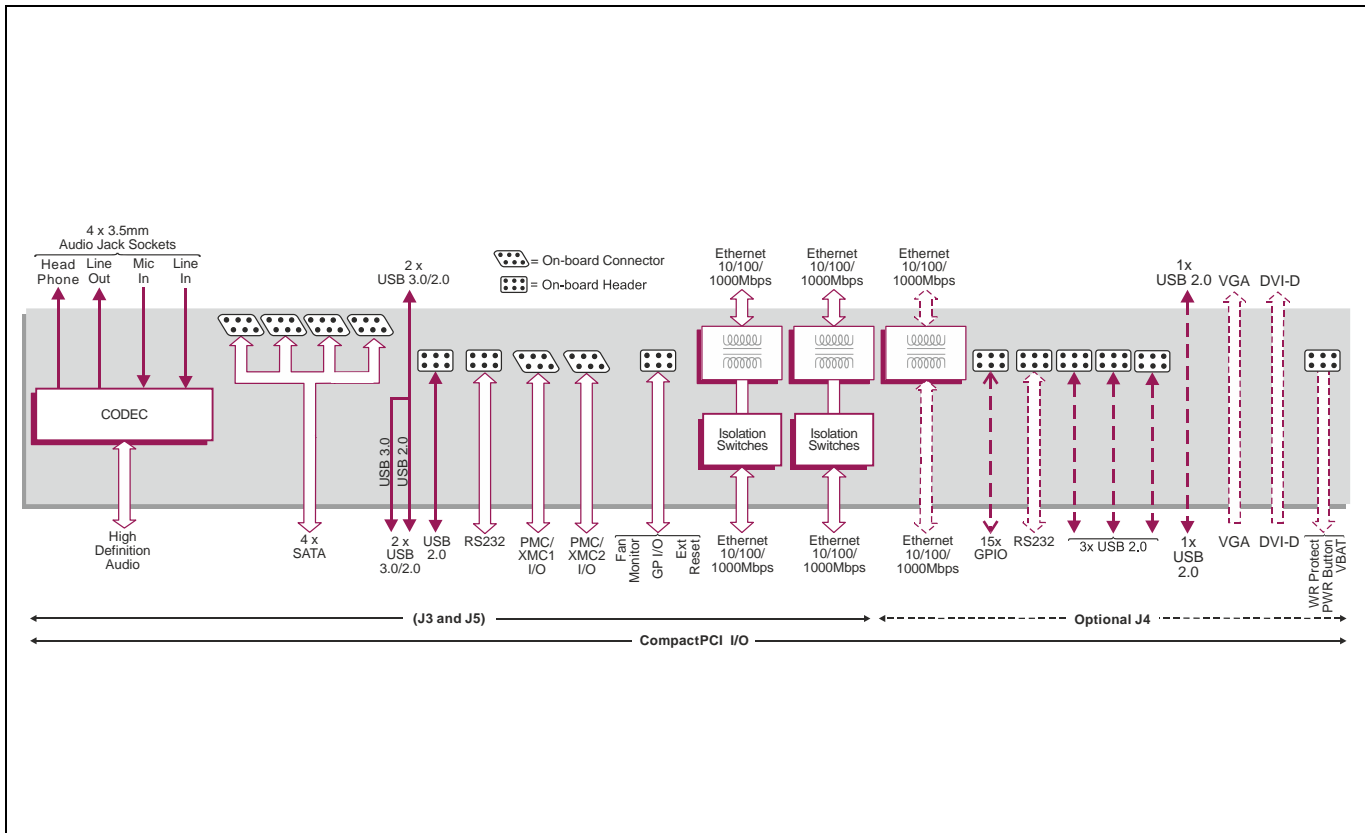 4 x 3.5mm
Audio Jack Sockets
Head
Phone
Line
Out
Mic
In
Line
In
2 x
USB 3.0/2.0
= On-board Connector
= On-board Header
Ethernet
10/100/
1000Mbps
Ethernet
10/100/
1000Mbps
Ethernet
10/100/
1000Mbps
1x
USB 2.0
VGA
DVI-D
CODEC
USB 3.0
USB 2.0
Isolation
Switches
Isolation
Switches
High
Definition
Audio
4 x
SATA
2 x
USB
3.0/2.0
USB
2.0
RS232
PMC/
XMC1
I/O
PMC/
XMC2
I/O
Fan
Monitor
GP I/O
Ext
Reset
Ethernet
10/100/
1000Mbps
Ethernet
10/100/
1000Mbps
Ethernet
10/100/
1000Mbps
15x
GPIO
RS232
3x USB 2.0
1x
USB
2.0
VGA
DVI-D
WR Protect
PWR Button
VBAT
(J3 and J5)
Optional J4
CompactPCI I/O